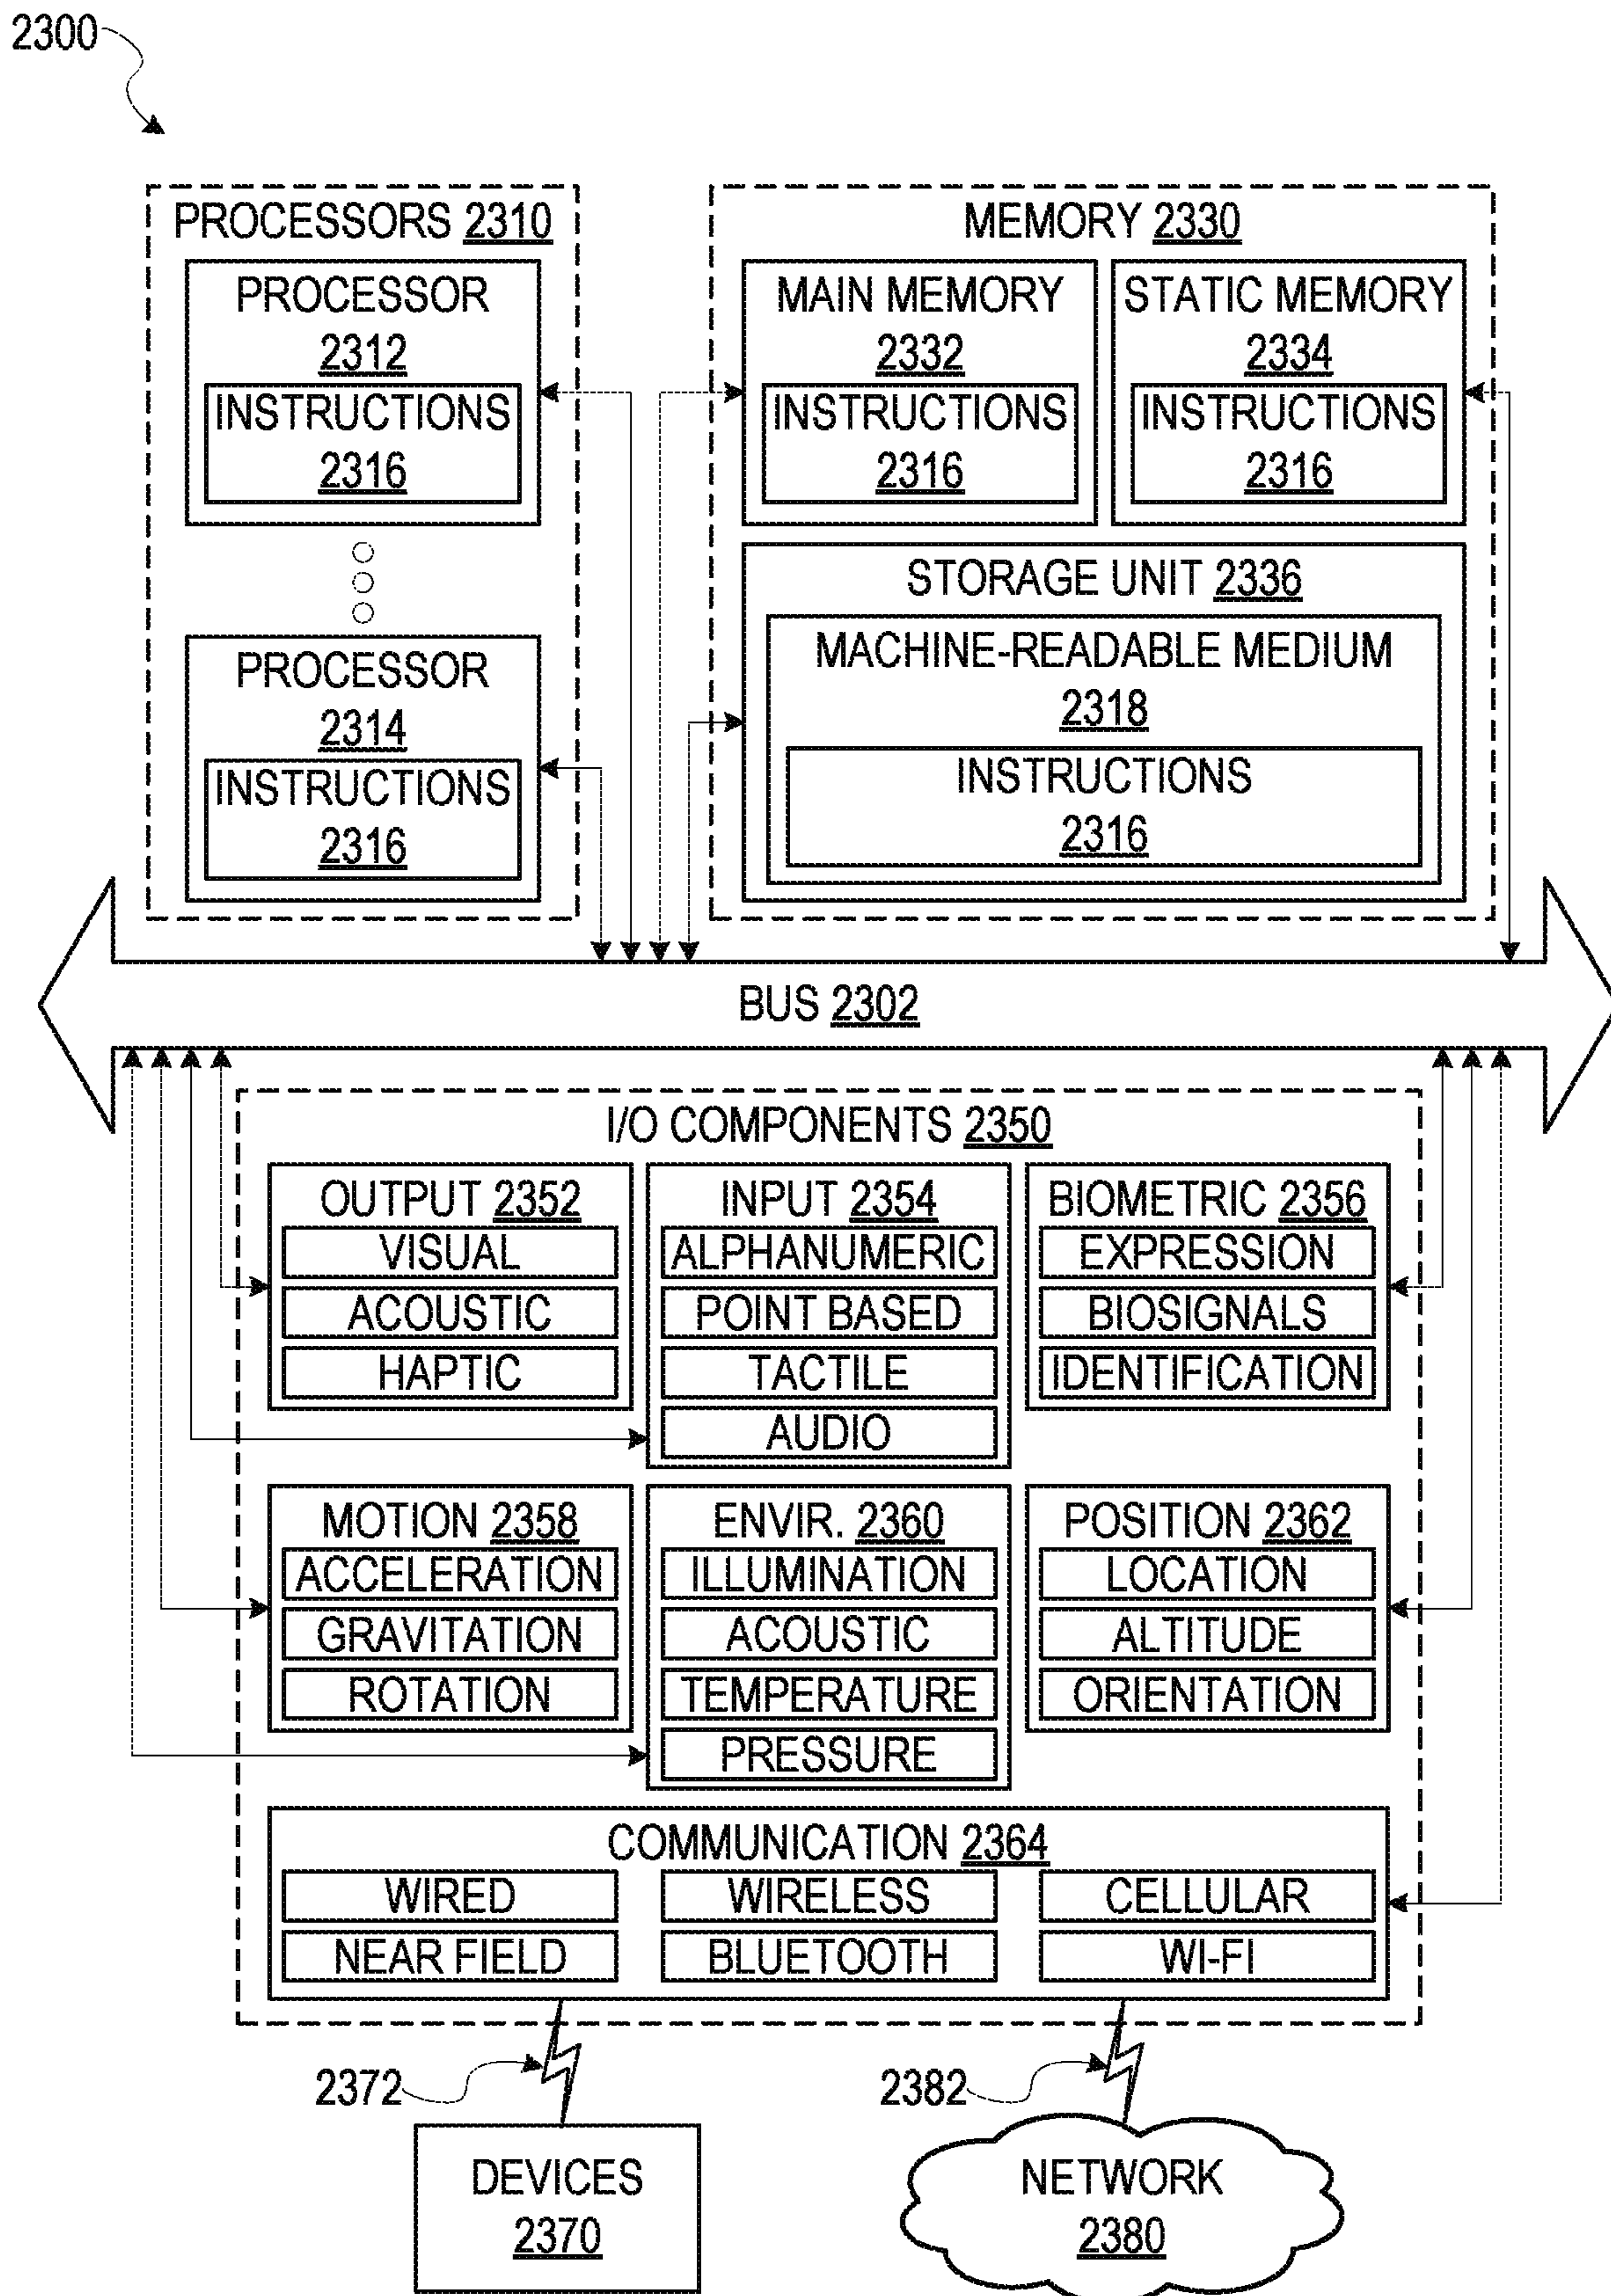 2300
PROCESSORS 2310
PROCESSOR
2312
INSTRUCTIONS
2316
PROCESSOR
2314
INSTRUCTIONS
2316
MEMORY 2330
MAIN MEMORY
2332
INSTRUCTIONS
2316
STATIC MEMORY
2334
INSTRUCTIONS
2316
STORAGE UNIT 2336
MACHINE-READABLE MEDIUM
2318
INSTRUCTIONS
2316
BUS 2302
I/O COMPONENTS 2350
OUTPUT 2352
VISUAL
ACOUSTIC
HAPTIC
INPUT 2354
ALPHANUMERIC
POINT BASED
TACTILE
AUDIO
BIOMETRIC 2356
EXPRESSION
BIOSIGNALS
IDENTIFICATION
MOTION 2358
ACCELERATION
GRAVITATION
ROTATION
ENVIR. 2360
ILLUMINATION
ACOUSTIC
TEMPERATURE
PRESSURE
POSITION 2362
LOCATION
ALTITUDE
ORIENTATION
COMMUNICATION 2364
WIRED
WIRELESS
CELLULAR
NEAR FIELD
BLUETOOTH
WI-FI
2372
2382
DEVICES
2370
NETWORK
2380